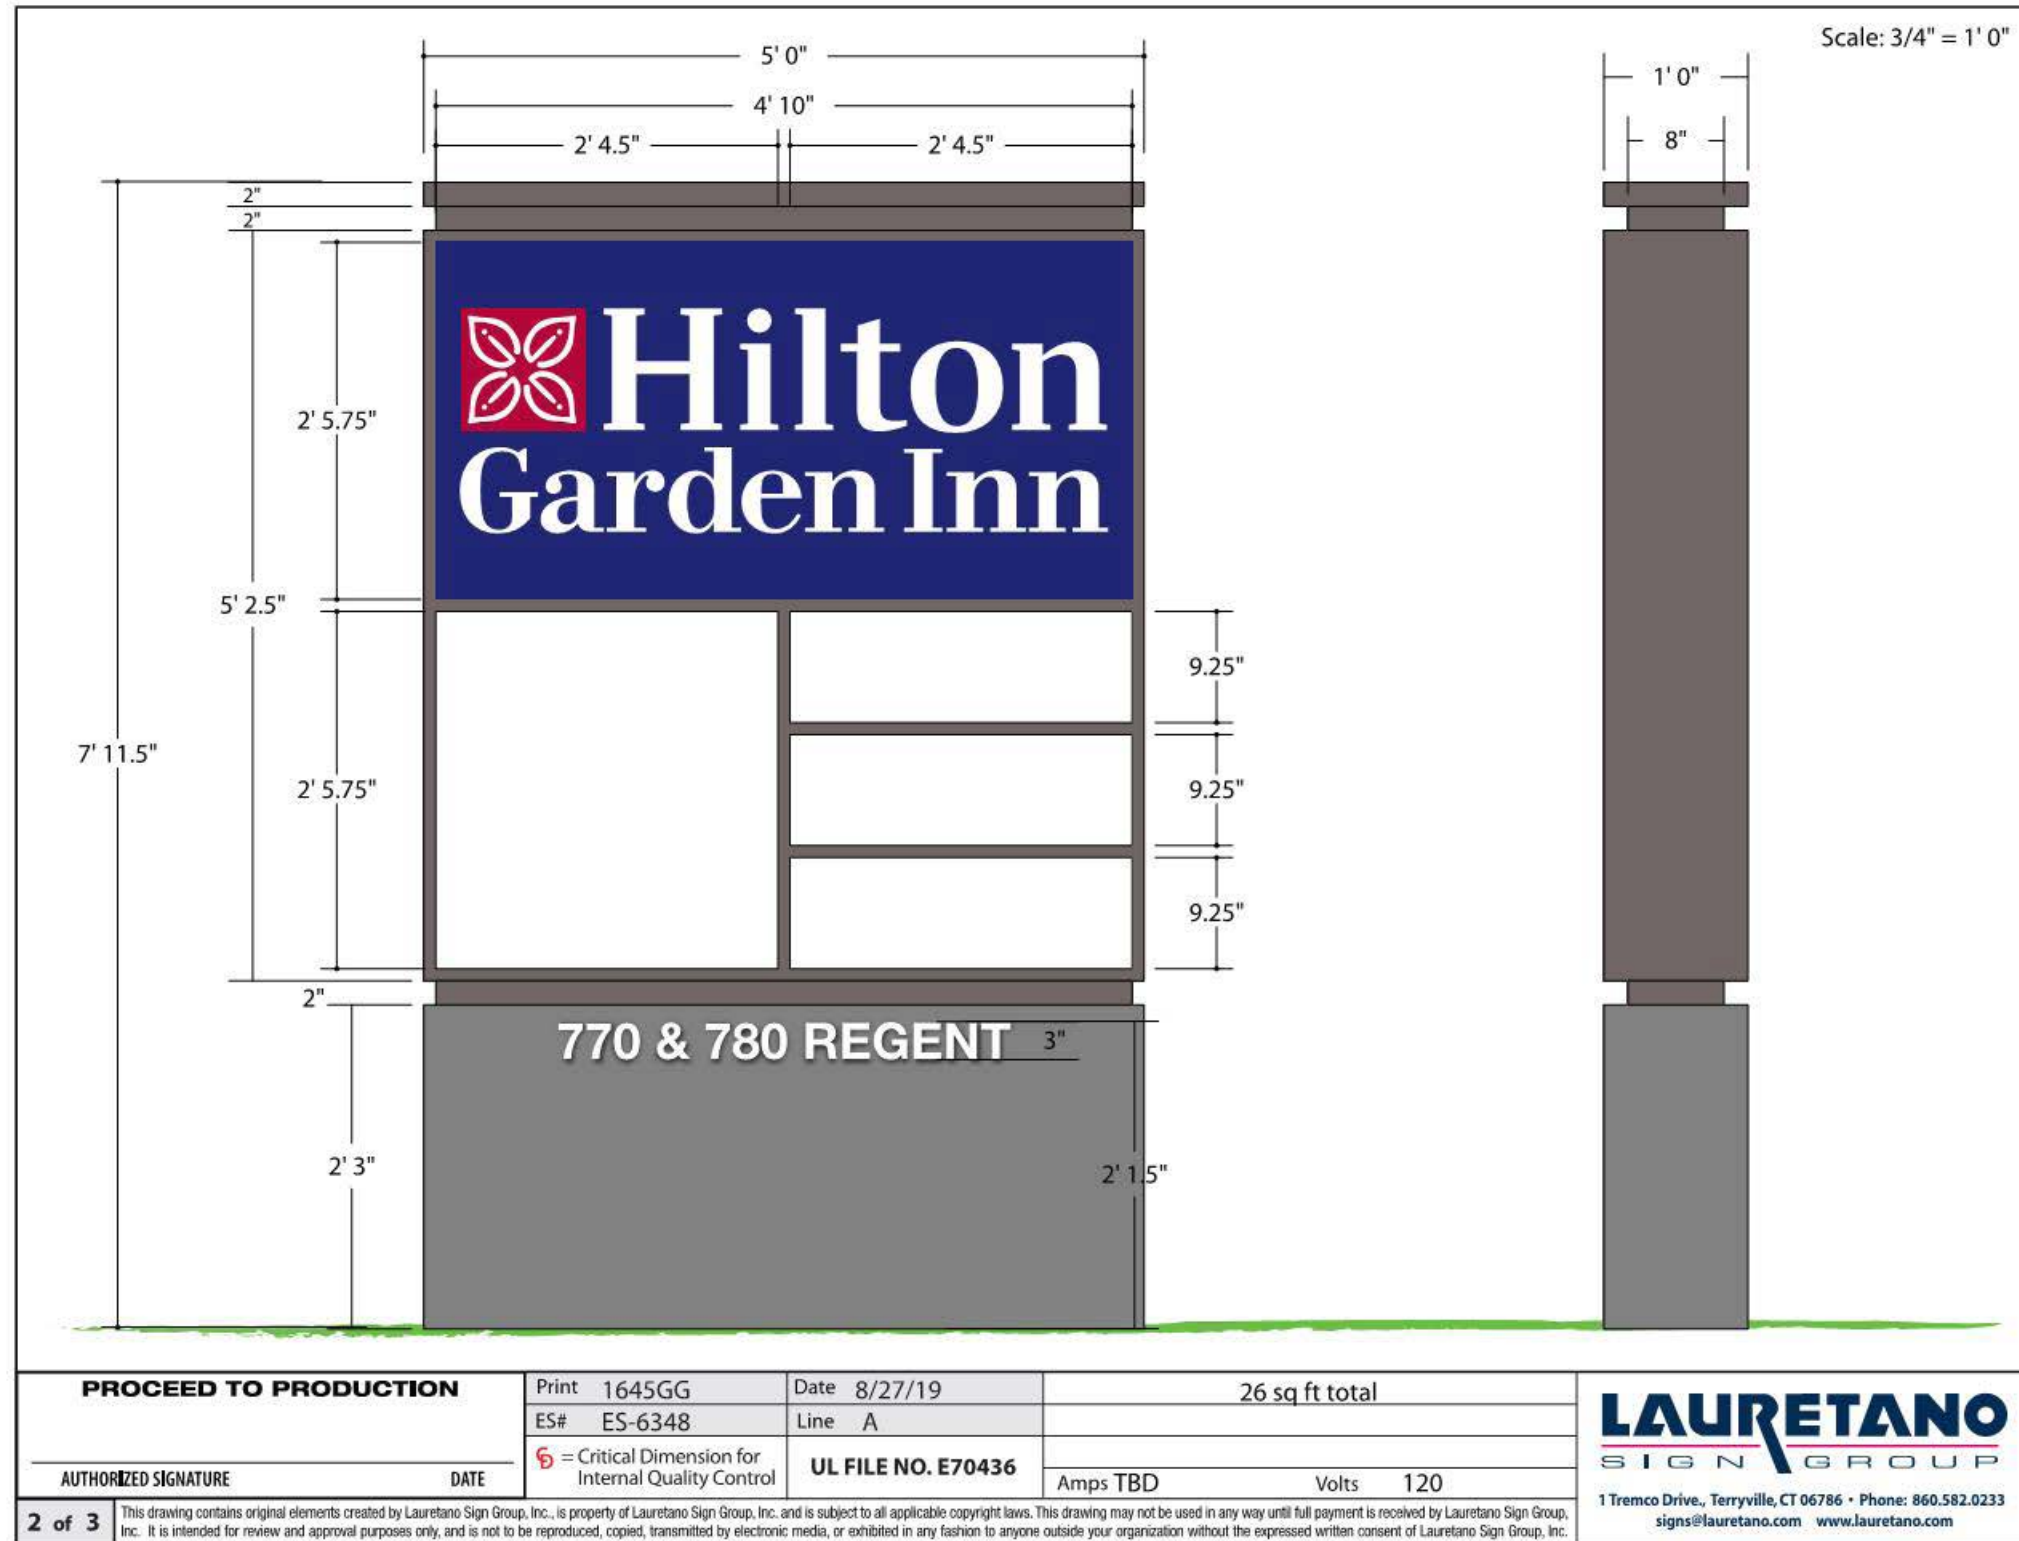 Scale: 3/4" = 1' 0"
5' 0"
4' 10"
2' 4.5"
2' 4.5"
1' 0"
8"
2"
2"
Hilton
Garden Inn
2' 5.75"
5' 2.5"
9.25"
7' 11.5"
2' 5.75"
9.25"
9.25"
2"
770 & 780 REGENT
3"
2' 3"
2' 1.5"
PROCEED TO PRODUCTION
AUTHORIZED SIGNATURE DATE
Print 1645GG
Date 8/27/19
ES# ES-6348
Line A
= Critical Dimension for
Internal Quality Control
UL FILE NO. E70436
26 sq ft total
Amps TBD
Volts 120
LAURETANO
SIGN GROUP
1 Tremco Drive., Terryville, CT 06786 • Phone: 860.582.0233
signs@lauretano.com www.lauretano.com
2 of 3
This drawing contains original elements created by Lauretano Sign Group, Inc., is property of Lauretano Sign Group, Inc. and is subject to all applicable copyright laws. This drawing may not be used in any way until full payment is received by Lauretano Sign Group,
Inc. It is intended for review and approval purposes only, and is not to be reproduced, copied, transmitted by electronic media, or exhibited in any fashion to anyone outside your organization without the expressed written consent of Lauretano Sign Group, Inc.